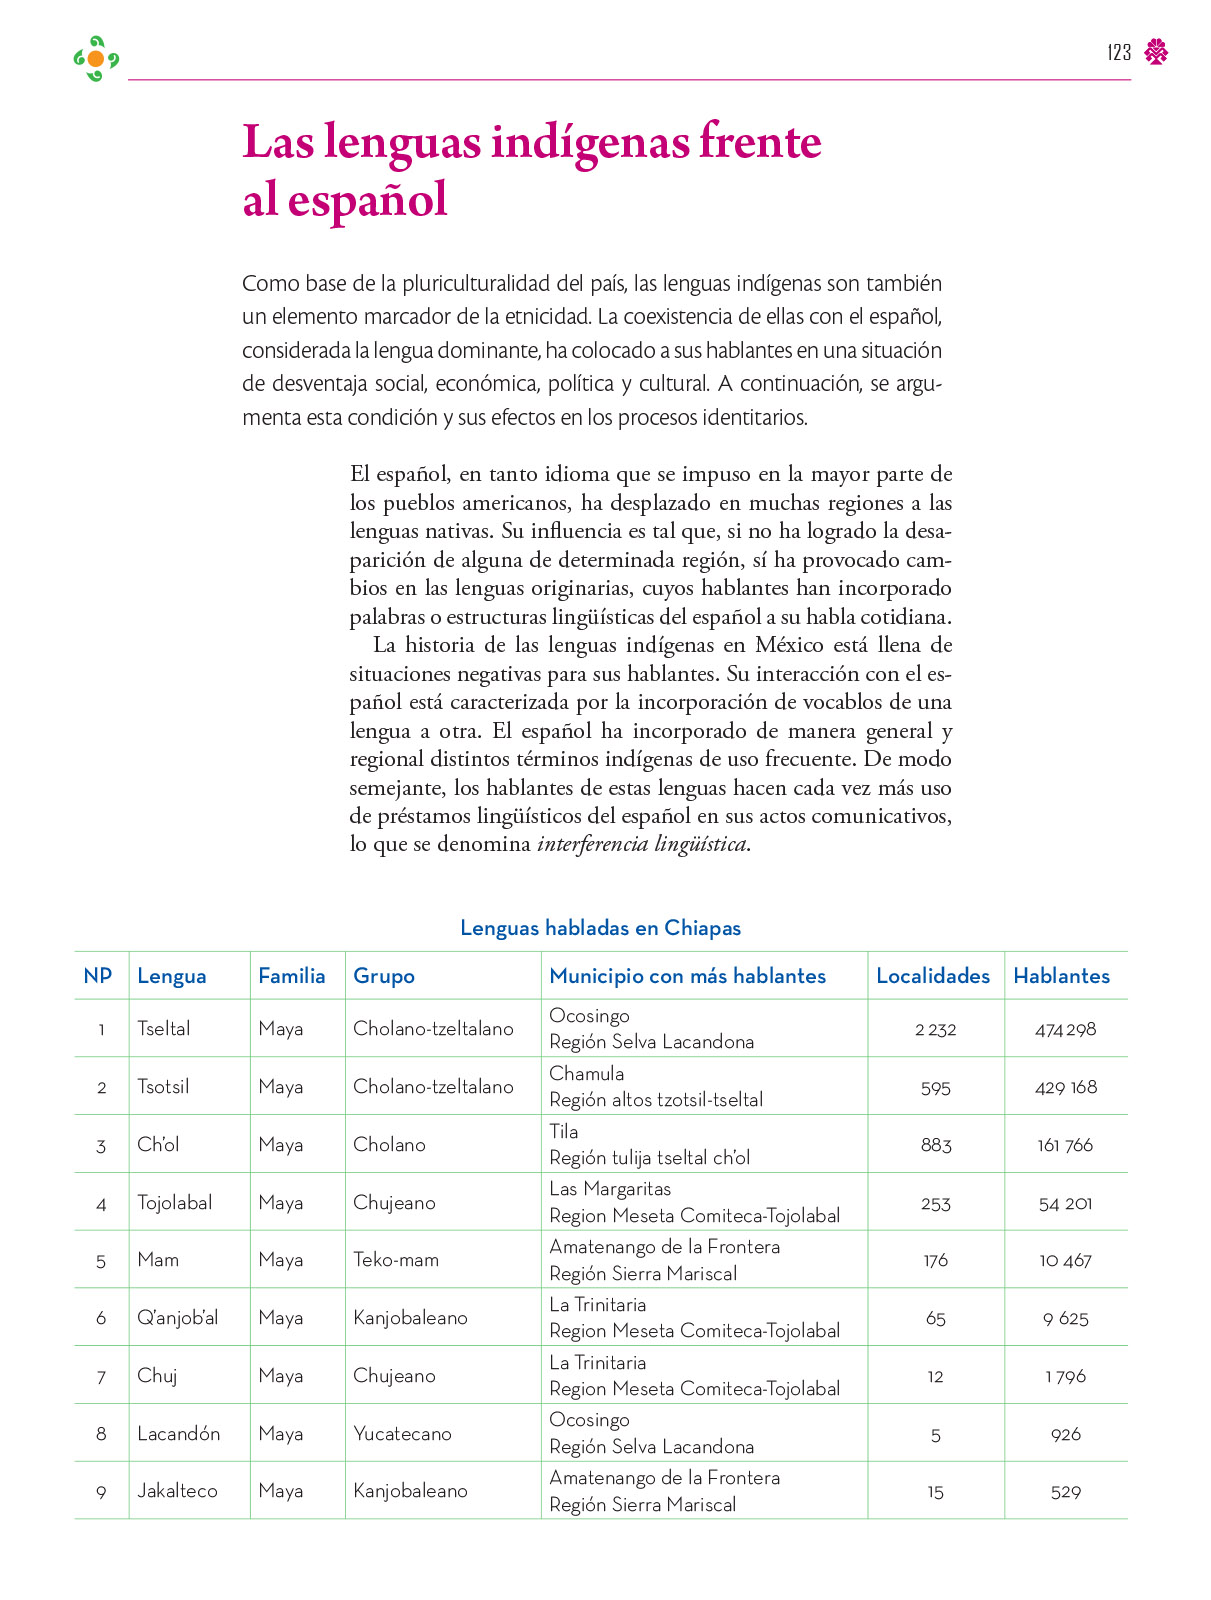 123
Las lenguas indígenas frente
al español
Como base de la pluriculturalidad del país, las lenguas indígenas son también
un elemento marcador de la etnicidad. La coexistencia de ellas con el español,
considerada la lengua dominante, ha colocado a sus hablantes en una situación
de desventaja social, económica, política y cultural. A continuación, se argu-
menta esta condición y sus efectos en los procesos identitarios.
El español, en tanto idioma que se impuso en la mayor parte de
los pueblos americanos, ha desplazado en muchas regiones a las
lenguas nativas. Su influencia es tal que, si no ha logrado la desa-
parición de alguna de determinada región, sí ha provocado cam-
bios en las lenguas originarias, cuyos hablantes han incorporado
palabras o estructuras lingüísticas del español a su habla cotidiana.
La historia de las lenguas indígenas en México está llena de
situaciones negativas para sus hablantes. Su interacción con el es-
pañol está caracterizada por la incorporación de vocablos de una
lengua a otra. El español ha incorporado de manera general y
regional distintos términos indígenas de uso frecuente. De modo
semejante, los hablantes de estas lenguas hacen cada vez más uso
de préstamos lingüísticos del español en sus actos comunicativos,
lo que se denomina interferencia lingüística.
Lenguas habladas en Chiapas
NP Lengua Familia Grupo Municipio con más hablantes Localidades Hablantes
1 Tseltal Maya Cholano-tzeltalano Ocosingo
Región Selva Lacandona 2 232 474 298
2 Tsotsil Maya Cholano-tzeltalano Chamula
Región altos tzotsil-tseltal 595 429 168
3 Ch’ol Maya Cholano Tila
Región tulija tseltal ch’ol 883 161 766
4 Tojolabal Maya Chujeano Las Margaritas
Region Meseta Comiteca-Tojolabal 253 54 201
5 Mam Maya Teko-mam Amatenango de la Frontera
Región Sierra Mariscal 176 10 467
6 Q’anjob’al Maya Kanjobaleano La Trinitaria
Region Meseta Comiteca-Tojolabal 65 9 625
7 Chuj Maya Chujeano La Trinitaria
Region Meseta Comiteca-Tojolabal 12 1 796
8 Lacandón Maya Yucatecano Ocosingo
Región Selva Lacandona 5 926
9 Jakalteco Maya Kanjobaleano Amatenango de la Frontera
Región Sierra Mariscal 15 529